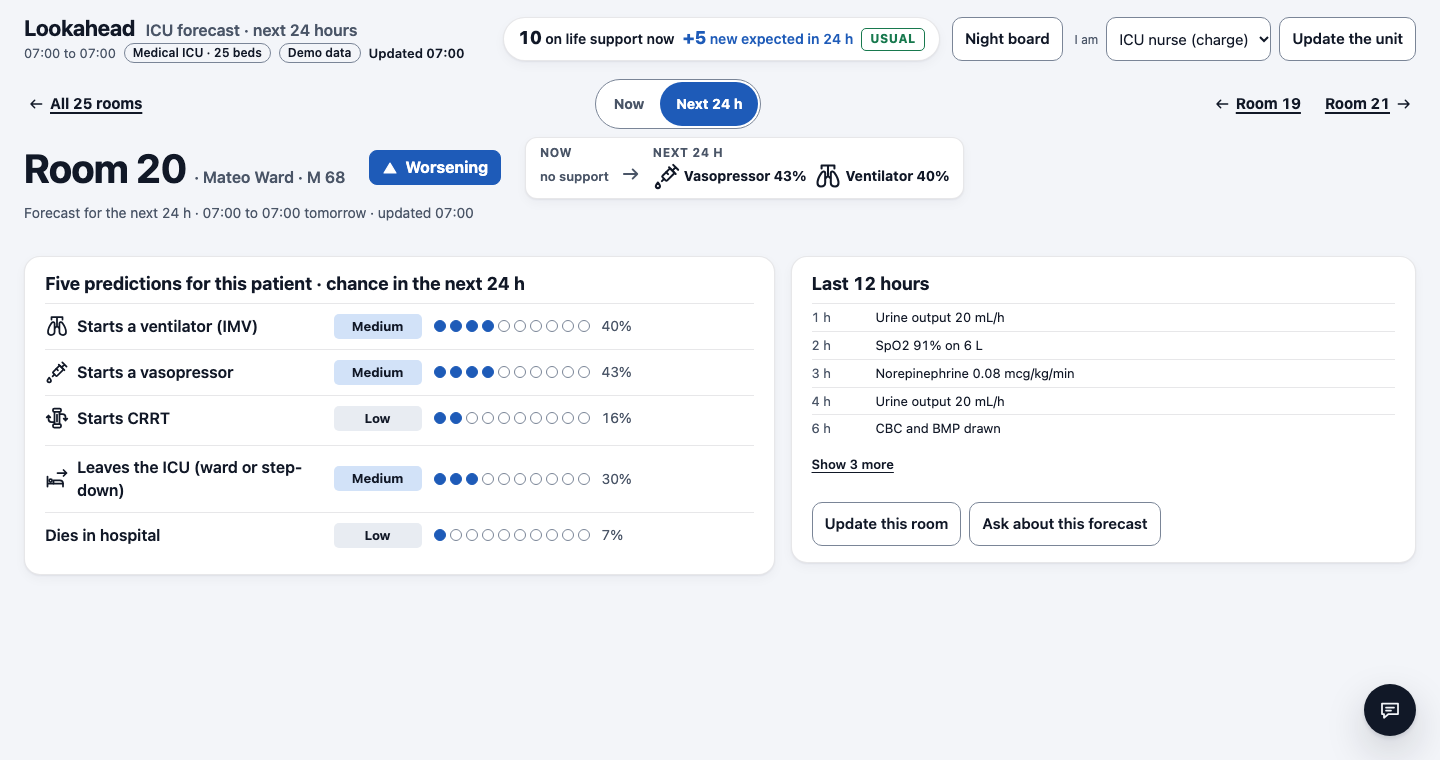 Lookahead ICU forecast · next 24 hours
07:00 to 07:00 Medical ICU · 25 beds Demo data Updated 07:00
10 on life support now +5 new expected in 24 h USUAL
Night board
I am ICU nurse (charge)
Update the unit
← All 25 rooms
Now Next 24 h
← Room 19 Room 21 →
Room 20 · Mateo Ward · M 68
▲ Worsening
NOW NEXT 24 H
no support → Vasopressor 43% Ventilator 40%
Forecast for the next 24 h · 07:00 to 07:00 tomorrow · updated 07:00
Five predictions for this patient · chance in the next 24 h
Starts a ventilator (IMV) Medium 40%
Starts a vasopressor Medium 43%
Starts CRRT Low 16%
Leaves the ICU (ward or step-
down) Medium 30%
Dies in hospital Low 7%
Last 12 hours
1 h Urine output 20 mL/h
2 h SpO2 91% on 6 L
3 h Norepinephrine 0.08 mcg/kg/min
4 h Urine output 20 mL/h
6 h CBC and BMP drawn
Show 3 more
Update this room Ask about this forecast